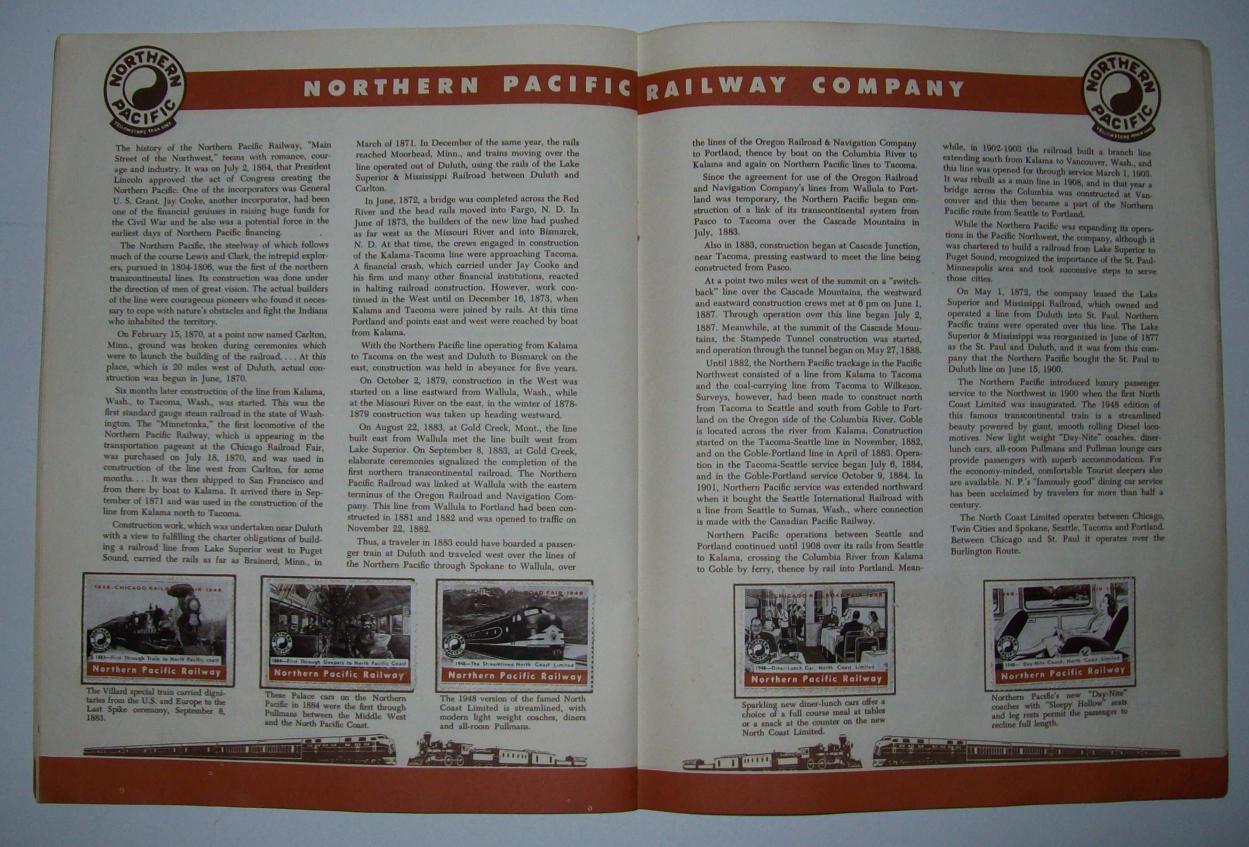 NORTHERN PACIFIC RAILWAY COMPANY
NORTHERN PACIFIC
NORTHERN PACIFIC
The history of the Northern Pacific Railway, "Main
Street of the Northwest," teems with romance, cour-
age and industry. It was on July 2, 1864, that President
Lincoln approved the act of Congress creating the
Northern Pacific. One of the incorporators was General
U. S. Grant. Jay Cooke, another incorporator, had been
one of the financial geniuses in raising huge funds for
the Civil War and he also was a potential force in the
earliest days of Northern Pacific financing.
The Northern Pacific, the steelway of which follows
much of the course Lewis and Clark, the intrepid explor-
ers, pursued in 1804-1806, was the first of the northern
transcontinental lines. Its construction was done under
the direction of men of great vision. The actual builders
of the line were courageous pioneers who found it neces-
sary to cope with nature's obstacles and fight the Indians
who inhabited the territory.
On February 15, 1870, at a point now named Carlton,
Minn., ground was broken during ceremonies which
were to launch the building of the railroad. . . . At this
place, which is 20 miles west of Duluth, actual con-
struction was begun in June, 1870.
Six months later construction of the line from Kalama,
Wash., to Tacoma, Wash., was started. This was the
first standard gauge steam railroad in the state of Wash-
ington. The "Minnetonka," the first locomotive of the
Northern Pacific Railway, which is appearing in the
transportation pageant at the Chicago Railroad Fair,
was purchased on July 18, 1870, and was used in
construction of the line west from Carlton, for some
months. . . . It was then shipped to San Francisco and
from there by boat to Kalama. It arrived there in Sep-
tember of 1871 and was used in the construction of the
line from Kalama north to Tacoma.
Construction work, which was undertaken near Duluth
with a view to fulfilling the charter obligations of build-
ing a railroad line from Lake Superior west to Puget
Sound, carried the rails as far as Brainerd, Minn., in
March of 1871. In December of the same year, the rails
reached Moorhead, Minn., and trains moving over the
line operated out of Duluth, using the rails of the Lake
Superior & Mississippi Railroad between Duluth and
Carlton.
In June, 1872, a bridge was completed across the Red
River and the head rails moved into Fargo, N. D. In
June of 1873, the builders of the new line had pushed
as far west as the Missouri River and into Bismarck,
N. D. At that time, the crews engaged in construction
of the Kalama-Tacoma line were approaching Tacoma.
A financial crash, which carried under Jay Cooke and
his firm and many other financial institutions, reacted
in halting railroad construction. However, work con-
tinued in the West until December 16, 1873, when
Kalama and Tacoma were joined by rails. At this time
Portland and points east and west were reached by boat
from Kalama.
With the Northern Pacific line operating from Kalama
to Tacoma on the west and Duluth to Bismarck on the
east, construction was held in abeyance for five years.
On October 2, 1879, construction in the West was
started on a line eastward from Wallula, Wash., while
at the Missouri River on the east, in the winter of 1878-
1879 construction was taken up heading westward.
On August 22, 1883, at Gold Creek, Mont., the line
built east from Wallula met the line built west from
Lake Superior. On September 8, 1883, at Gold Creek,
elaborate ceremonies signalized the completion of the
first northern transcontinental railroad. The Northern
Pacific Railroad was linked at Wallula with the eastern
terminus of the Oregon Railroad and Navigation Com-
pany. This line from Wallula to Portland had been con-
structed in 1881 and 1882 and was opened to traffic on
November 22, 1882.
Thus, a traveler in 1883 could have boarded a passen-
ger train at Duluth and traveled west over the lines of
the Northern Pacific through Spokane to Wallula, over
the lines of the Oregon Railroad & Navigation Company
to Portland, thence by boat on the Columbia River to
Kalama and again on Northern Pacific lines to Tacoma.
Since the agreement for use of the Oregon Railroad
and Navigation Company's lines from Wallula to Port-
land was temporary, the Northern Pacific began con-
struction of a link of its transcontinental system from
Pasco to Tacoma over the Cascade Mountains in
July, 1883.
Also in 1883, construction began at Cascade Junction,
near Tacoma, pressing eastward to meet the line being
constructed from Pasco.
At a point two miles west of the summit on a "switch-
back" line over the Cascade Mountains, the westward
and eastward construction crews met at 6 pm on June 1,
1887. Through operation over this line began July 2,
1887. Meanwhile, at the summit of the Cascade Moun-
tains, the Stampede Tunnel construction was started,
and operation through the tunnel began on May 27, 1888.
Until 1882, the Northern Pacific trackage in the Pacific
Northwest consisted of a line from Kalama to Tacoma
and the coal-carrying line from Tacoma to Wilkeson.
Surveys, however, had been made to construct north
from Tacoma to Seattle and south from Goble to Port-
land on the Oregon side of the Columbia River. Goble
is located across the river from Kalama. Construction
started on the Tacoma-Seattle line in November, 1882,
and on the Goble-Portland line in April of 1883. Opera-
tion in the Tacoma-Seattle service began July 6, 1884,
and in the Goble-Portland service October 9, 1884. In
1901, Northern Pacific service was extended northward
when it bought the Seattle International Railroad with
a line from Seattle to Sumas, Wash., where connection
is made with the Canadian Pacific Railway.
Northern Pacific operations between Seattle and
Portland continued until 1908 over its rails from Seattle
to Kalama, crossing the Columbia River from Kalama
to Goble by ferry, thence by rail into Portland. Mean-
while, in 1902-1903 the railroad built a branch line
extending south from Kalama to Vancouver, Wash., and
this line was opened for through service March 1, 1903.
It was rebuilt as a main line in 1908, and in that year a
bridge across the Columbia was constructed at Van-
couver and this then became a part of the Northern
Pacific route from Seattle to Portland.
While the Northern Pacific was expanding its opera-
tions in the Pacific Northwest, the company, although it
was chartered to build a railroad from Lake Superior to
Puget Sound, recognized the importance of the St. Paul-
Minneapolis area and took successive steps to serve
those cities.
On May 1, 1872, the company leased the Lake
Superior and Mississippi Railroad, which owned and
operated a line from Duluth into St. Paul. Northern
Pacific trains were operated over this line. The Lake
Superior & Mississippi was reorganized in June of 1877
as the St. Paul and Duluth, and it was from this com-
pany that the Northern Pacific bought the St. Paul to
Duluth line on June 15, 1900.
The Northern Pacific introduced luxury passenger
service to the Northwest in 1900 when the first North
Coast Limited was inaugurated. The 1948 edition of
this famous transcontinental train is a streamlined
beauty powered by giant, smooth rolling Diesel loco-
motives. New light weight "Day-Nite" coaches, diner-
lunch cars, all-room Pullmans and Pullman lounge cars
provide passengers with superb accommodations. For
the economy-minded, comfortable Tourist sleepers also
are available. N. P.'s "famously good" dining car service
has been acclaimed by travelers for more than half a
century.
The North Coast Limited operates between Chicago,
Twin Cities and Spokane, Seattle, Tacoma and Portland.
Between Chicago and St. Paul it operates over the
Burlington Route.
1883—First Through Train to North Pacific coast
Northern Pacific Railway
The Villard special train carried digni-
taries from the U.S. and Europe to the
Last Spike ceremony, September 8,
1883.
1884—First Through Sleepers to North Pacific Coast
Northern Pacific Railway
These Palace cars on the Northern
Pacific in 1884 were the first through
Pullmans between the Middle West
and the North Pacific Coast.
1948—The Streamlined North Coast Limited
Northern Pacific Railway
The 1948 version of the famed North
Coast Limited is streamlined, with
modern light weight coaches, diners
and all-room Pullmans.
1948—Diner-Lunch Car, North Coast Limited
Northern Pacific Railway
Sparkling new diner-lunch cars offer a
choice of a full course meal at tables
or a snack at the counter on the new
North Coast Limited.
1948—Day-Nite Coach, North Coast Limited
Northern Pacific Railway
Northern Pacific's new "Day-Nite"
coaches with "Sleepy Hollow" seats
and leg rests permit the passenger to
recline full length.